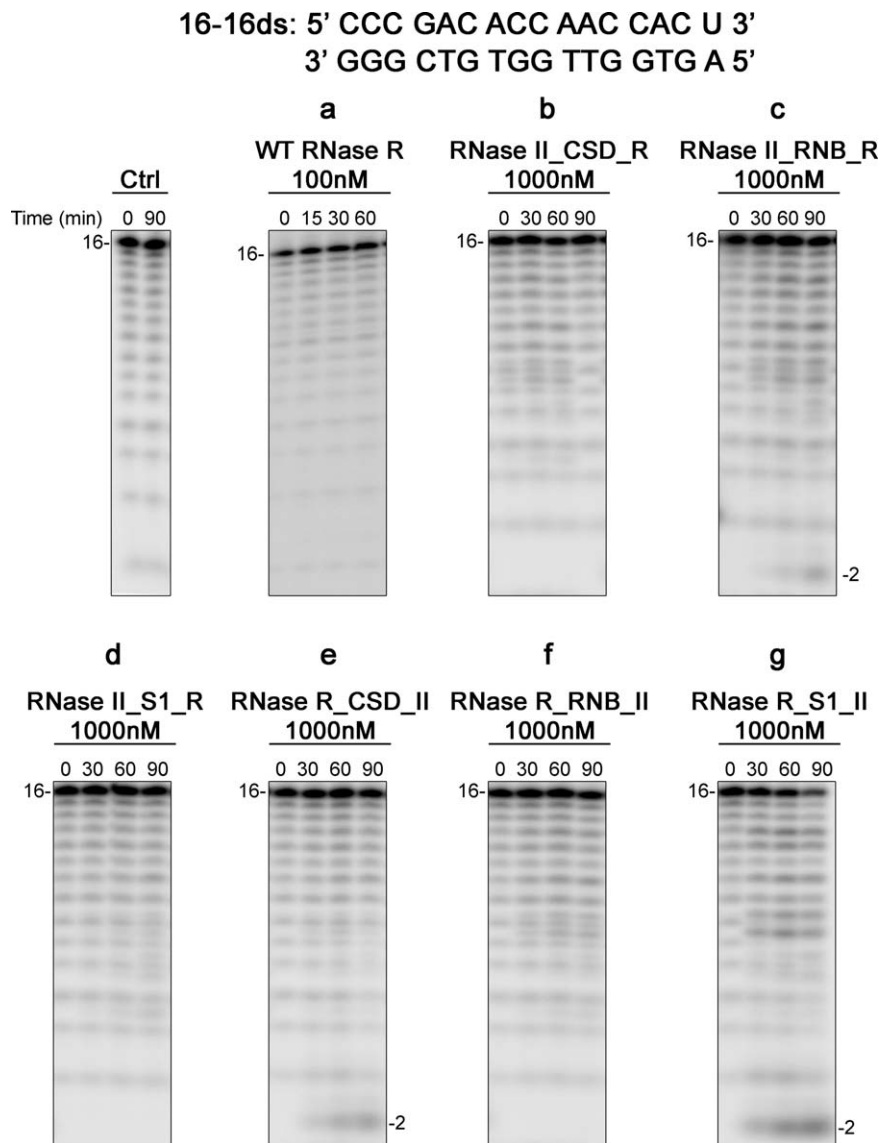 16-16ds: 5' CCC GAC ACC AAC CAC U 3'
3' GGG CTG TGG TTG GTG A 5'
a
b
c
WT RNase R
RNase II_CSD_R
RNase II_RNB_R
Ctrl
100nM
1000nM
1000nM
Time (min) 0 90
0 15 30 60
0 30 60 90
0 30 60 90
16-
16-
16-
16-
-2
d
e
f
g
RNase II_S1_R
RNase R_CSD_II
RNase R_RNB_II
RNase R_S1_II
1000nM
1000nM
1000nM
1000nM
0 30 60 90
0 30 60 90
0 30 60 90
0 30 60 90
16-
16-
16-
16-
-2
-2